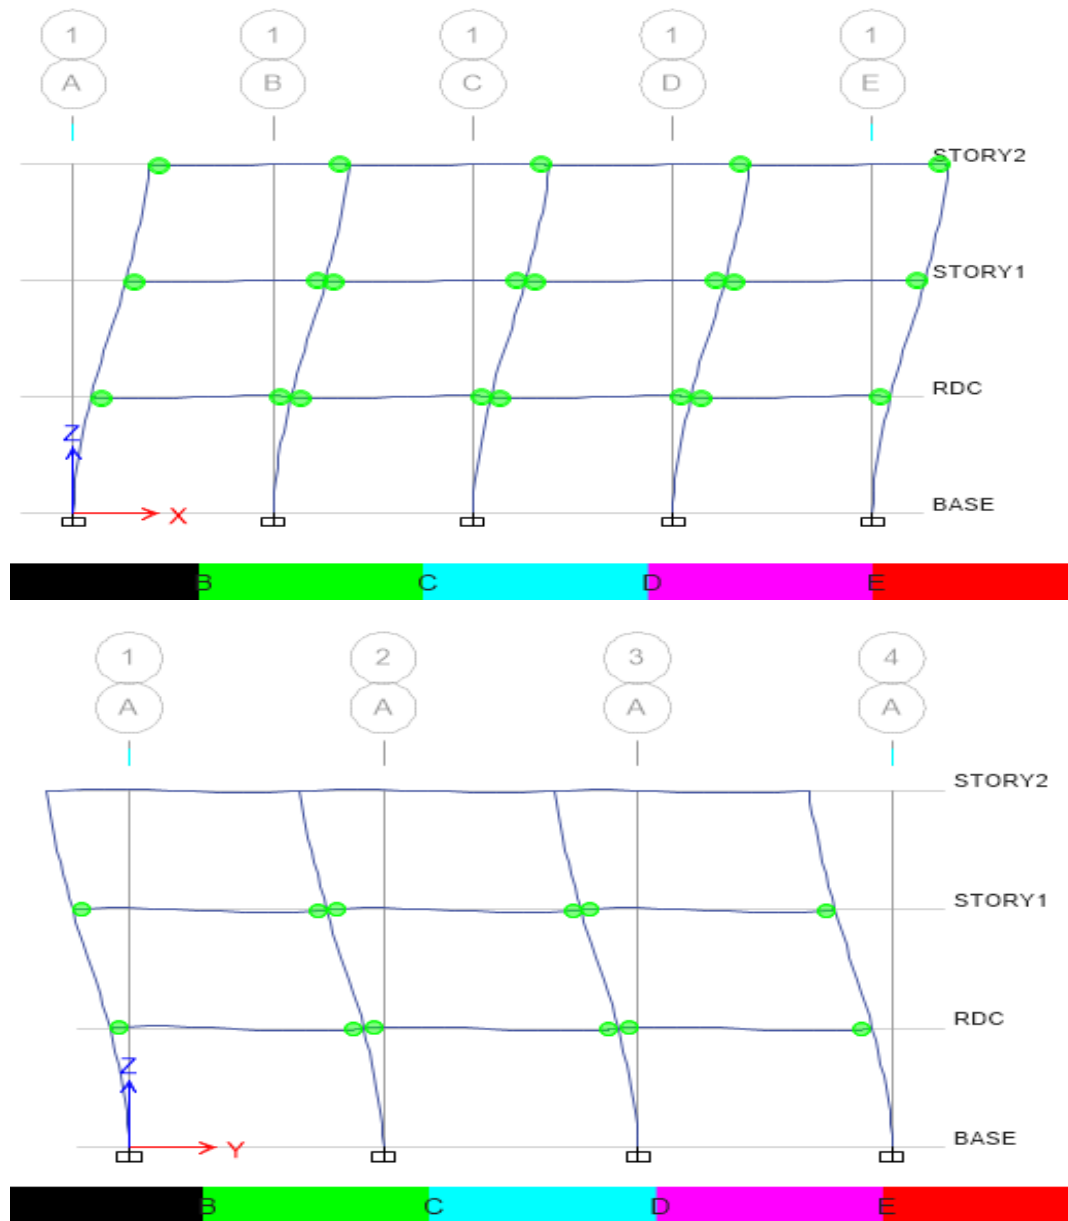 1 1 1 1 1
A B C D E
STORY2
STORY1
RDC
Z
BASE
X
B C D E
1 2 3 4
A A A A
STORY2
STORY1
RDC
Z
BASE
Y
B C D E